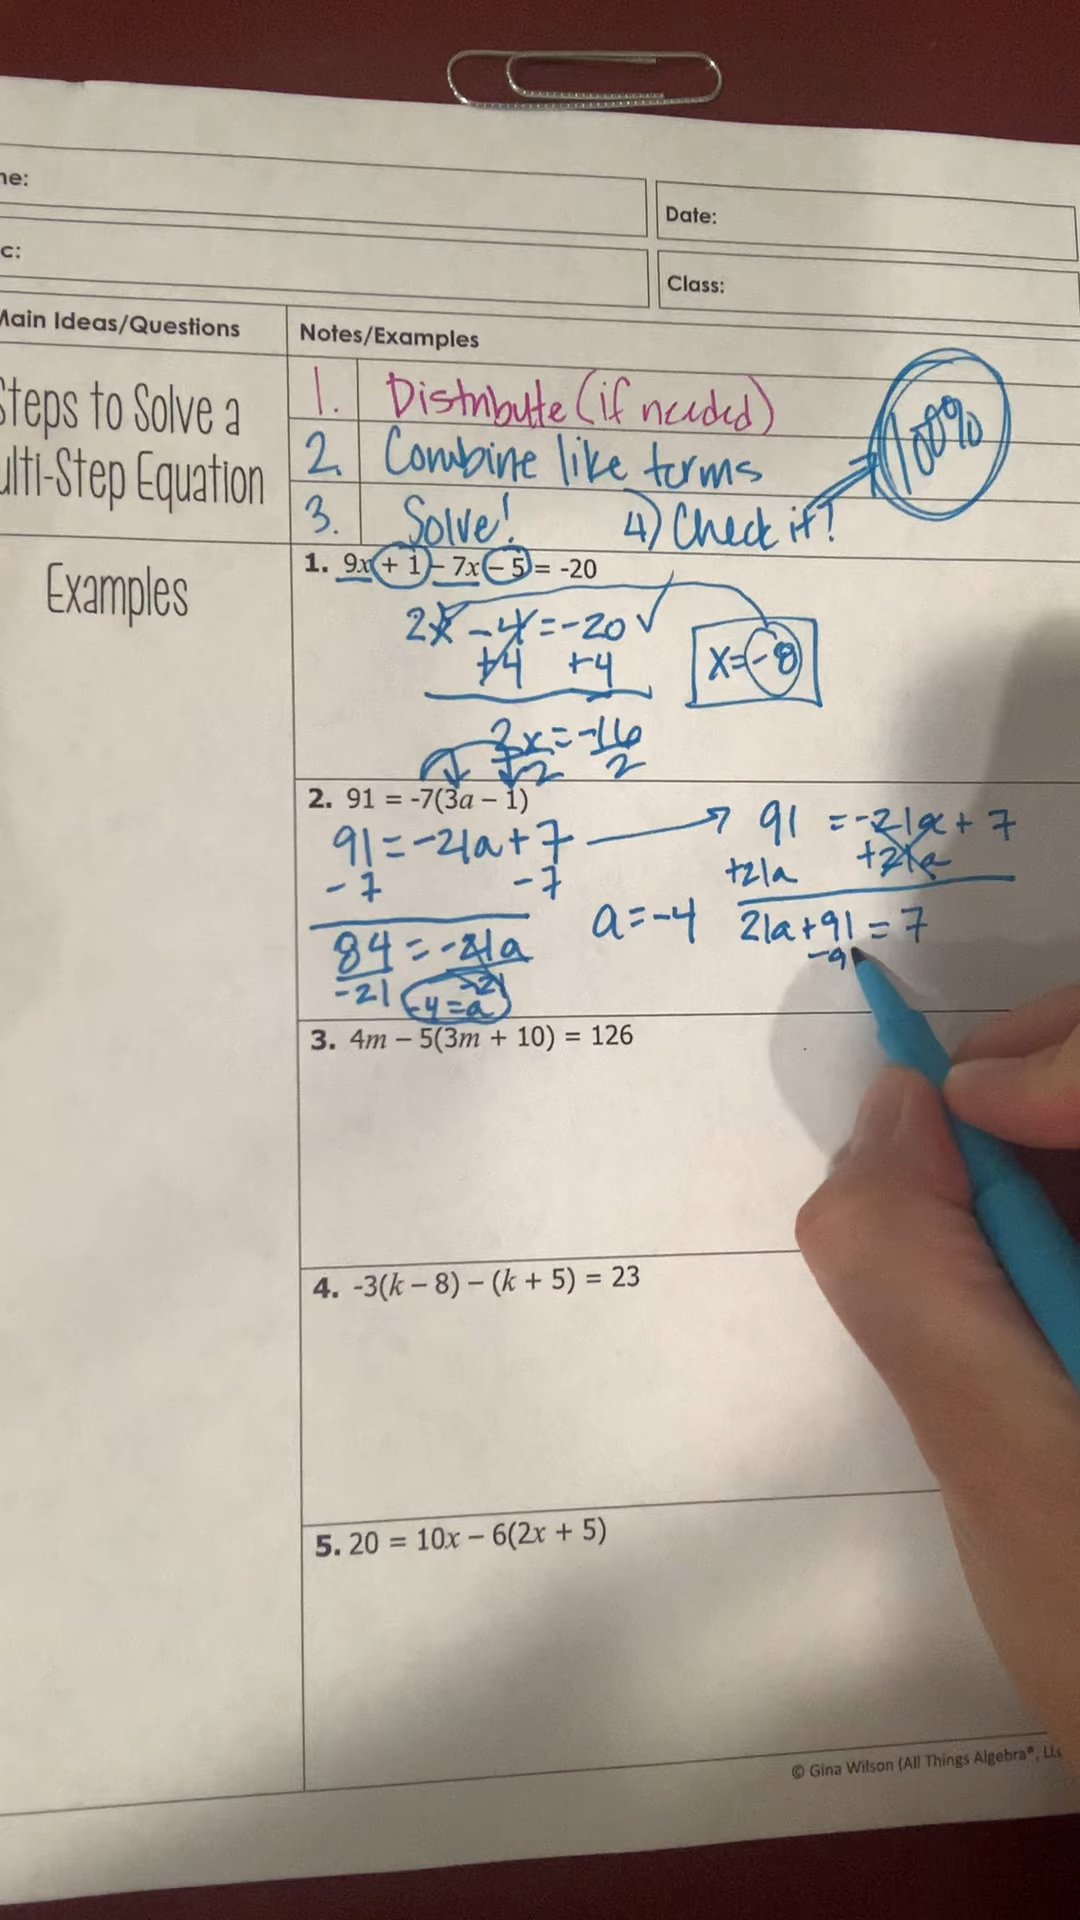 me:
Date:
c:
Class:
Main Ideas/Questions
Notes/Examples
Steps to Solve a
ulti-Step Equation
1. Distribute (if needed)
2. Combine like terms
3. Solve! 4) Check it!
100%
Examples
1. 9x + 1 - 7x - 5 = -20
2x - 4 = -20 ✓
+4 +4
x = -8
2x = -16
2 2
2. 91 = -7(3a - 1)
91 = -21a + 7
-7 -7
84 = -21a
-21 -21
-4 = a
91 = -21a + 7
+21a +21a
a = -4
21a + 91 = 7
-9
3. 4m - 5(3m + 10) = 126
4. -3(k - 8) - (k + 5) = 23
5. 20 = 10x - 6(2x + 5)
© Gina Wilson (All Things Algebra®,